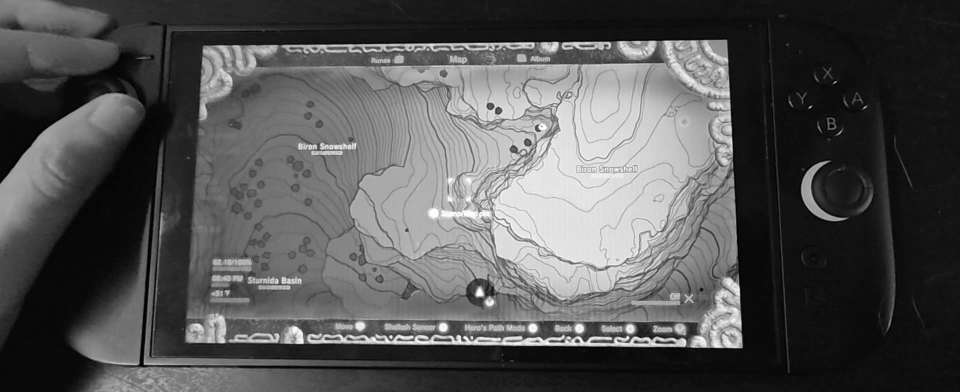 Runes Map Album
Biron Snowshelf
Biron Snowshelf
Sturnida Basin
Move Sheikah Sensor Hero's Path Mode Back Select Zoom
X
Y A
B